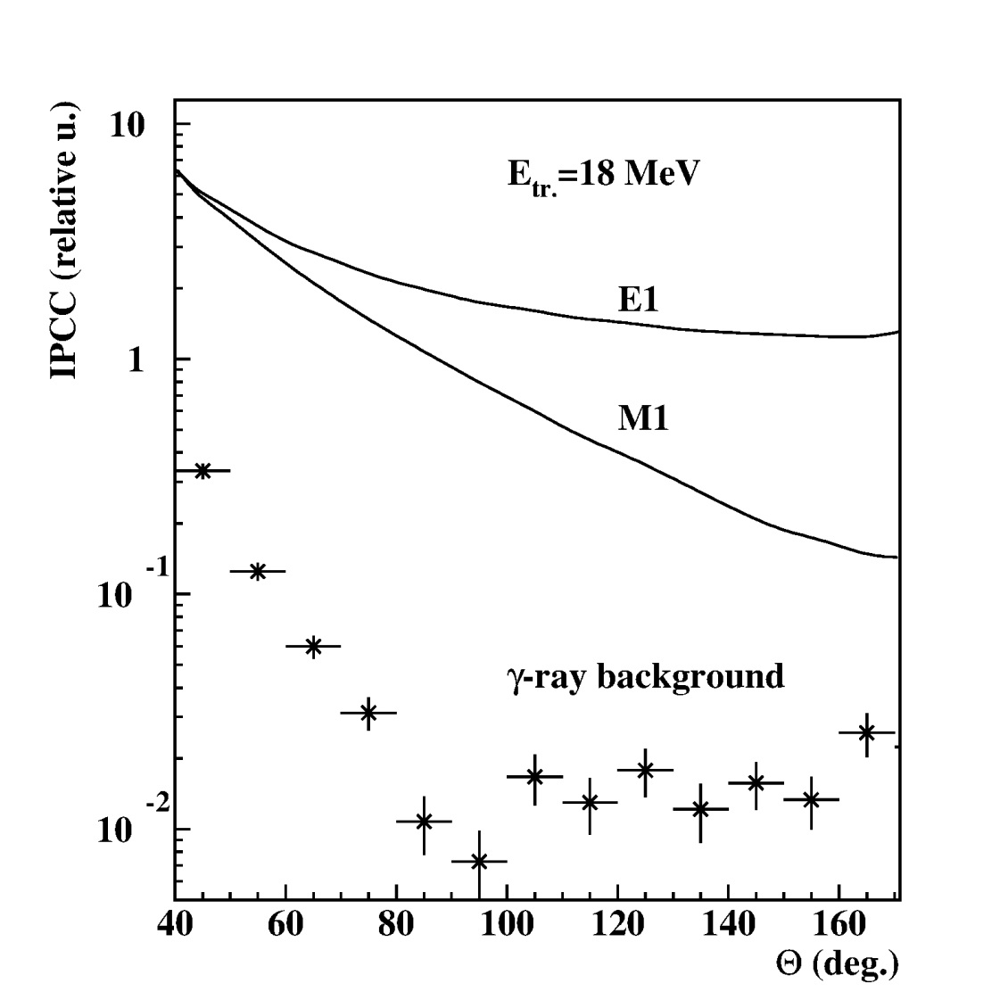 IPCC (relative u.)
10
1
10 -1
10 -2
E tr.=18 MeV
E1
M1
γ-ray background
40 60 80 100 120 140 160
Θ (deg.)